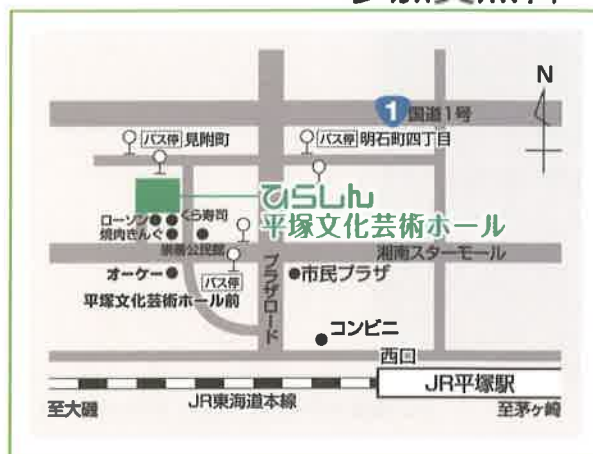 N
1 国道1号
バス停 見附町
バス停 明石町四丁目
ひらしん
平塚文化芸術ホール
ローソン
くら寿司
焼肉きんぐ
崇善公民館
湘南スターモール
オーケー
バス停
平塚文化芸術ホール前
プラザロード
市民プラザ
コンビニ
西口
JR平塚駅
JR東海道本線
至大磯
至茅ヶ崎